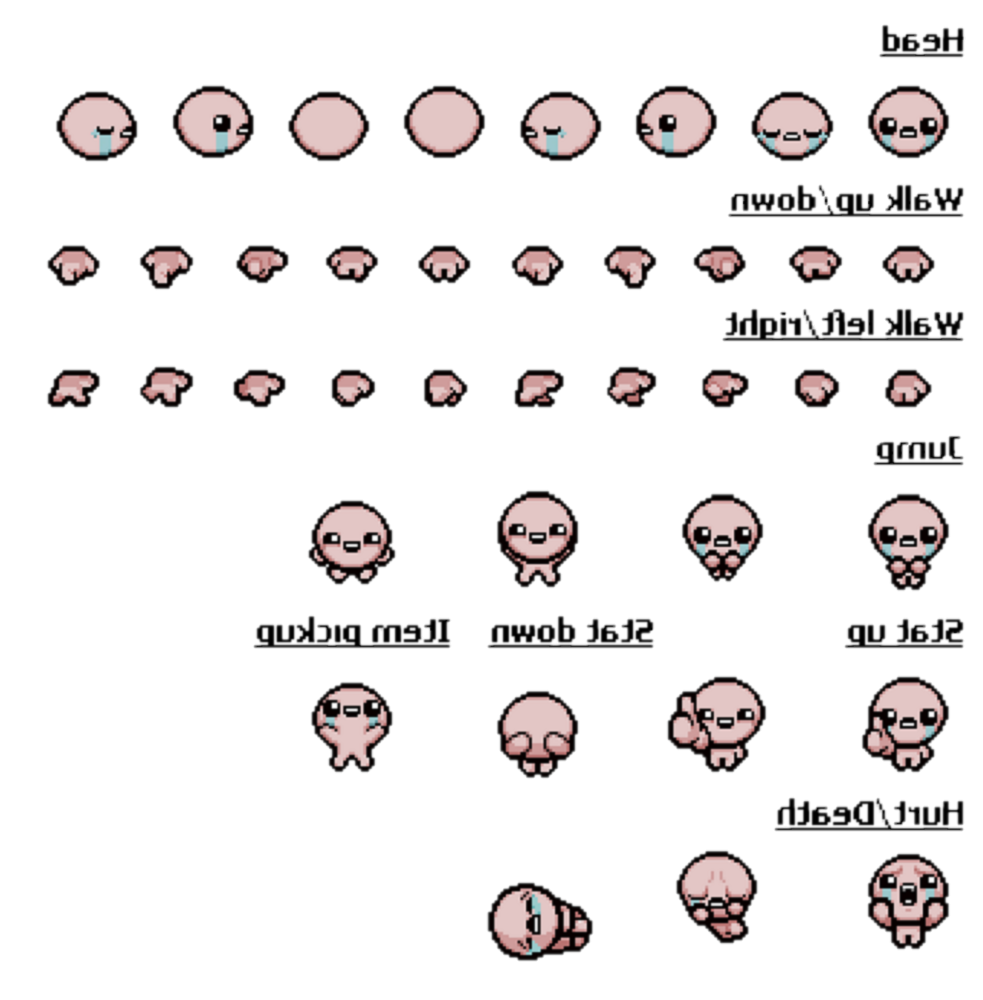 Head
Walk up/down
Walk left/right
Jump
Stat up
Stat down
Item pickup
Hurt/Death